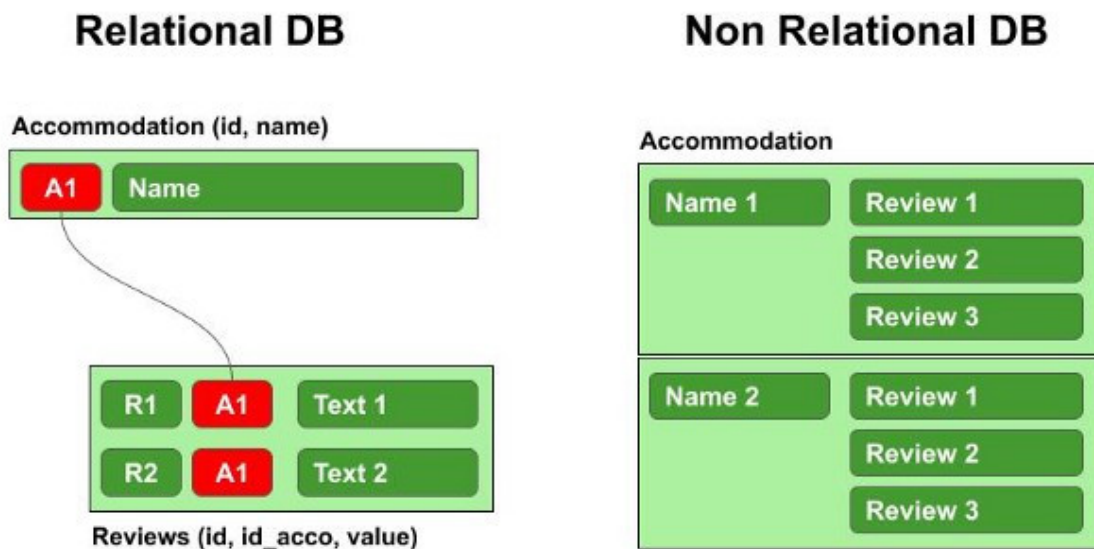 Relational DB
Accommodation (id, name)
A1 Name
R1 A1 Text 1
R2 A1 Text 2
Reviews (id, id_acco, value)
Non Relational DB
Accommodation
Name 1 Review 1
Review 2
Review 3
Name 2 Review 1
Review 2
Review 3